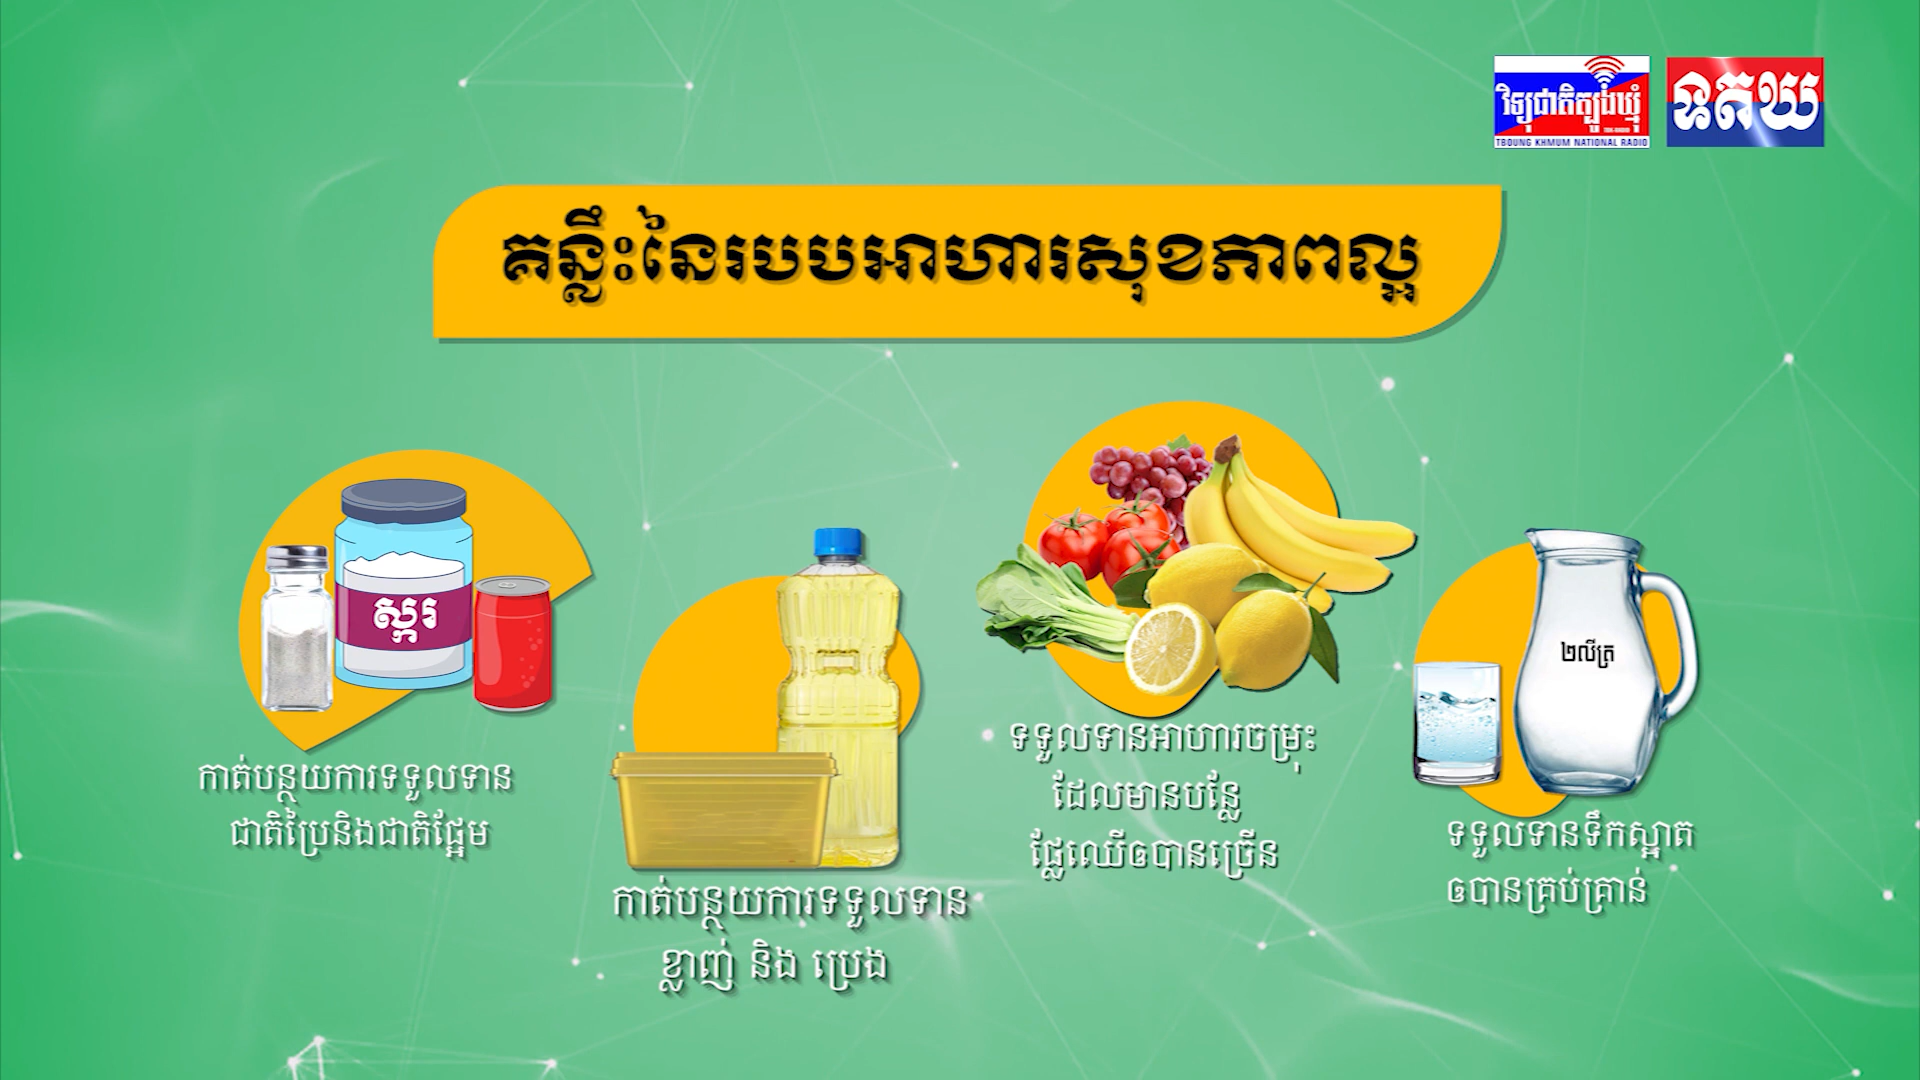 វិទ្យុជាតិត្បូងឃ្មុំ
TBK-RADIO
TBOUNG KHMUM NATIONAL RADIO
ទតឃ
គន្លឹះនៃរបបអាហារសុខភាពល្អ
ស្ករ
កាត់បន្ថយការទទួលទាន
ជាតិប្រៃនិងជាតិផ្អែម
កាត់បន្ថយការទទួលទាន
ខ្លាញ់ និង ប្រេង
ទទួលទានអាហារចម្រុះ
ដែលមានបន្លែ
ផ្លែឈើឲបានច្រើន
២លីត្រ
ទទួលទានទឹកស្អាត
ឲបានគ្រប់គ្រាន់